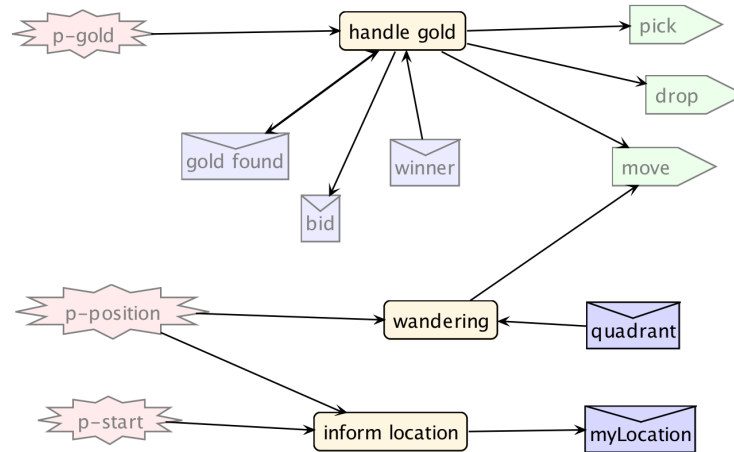 p-gold
handle gold
pick
drop
gold found
winner
move
bid
p-position
wandering
quadrant
p-start
inform location
myLocation